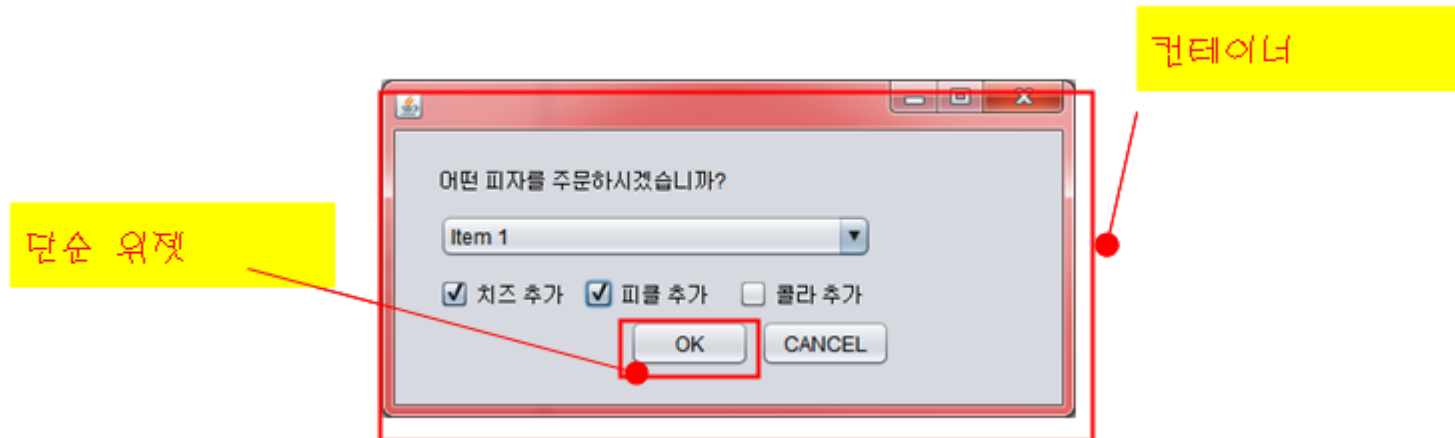 컨테이너
어떤 피자를 주문하시겠습니까?
Item 1
단순 위젯
치즈 추가 피클 추가 콜라 추가
OK CANCEL